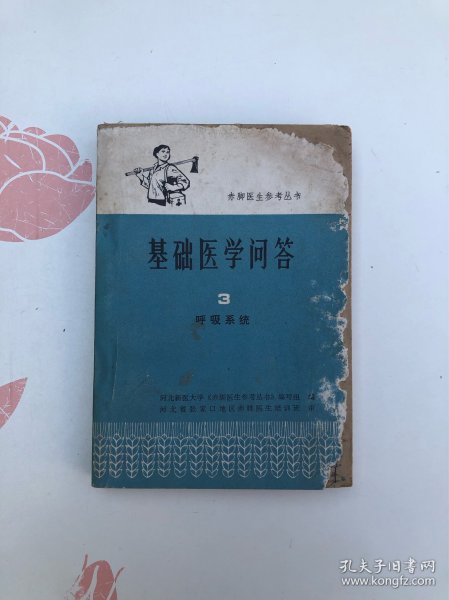 赤脚医生参考丛书
基础医学问答
3
呼吸系统
河北新医大学《赤脚医生参考丛书》编写组 编
河北省张家口地区赤脚医生培训班 审
孔夫子旧书网
www.kongfz.com